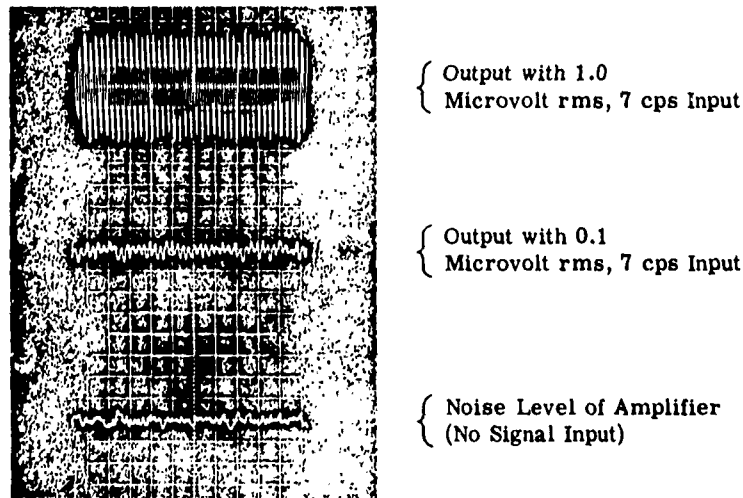 Output with 1.0
Microvolt rms, 7 cps Input
Output with 0.1
Microvolt rms, 7 cps Input
Noise Level of Amplifier
(No Signal Input)